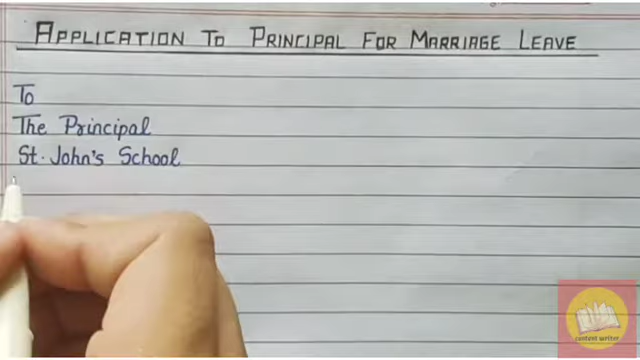 APPLICATION TO PRINCIPAL FOR MARRIAGE LEAVE
To
The Principal
St. John's School
content writer